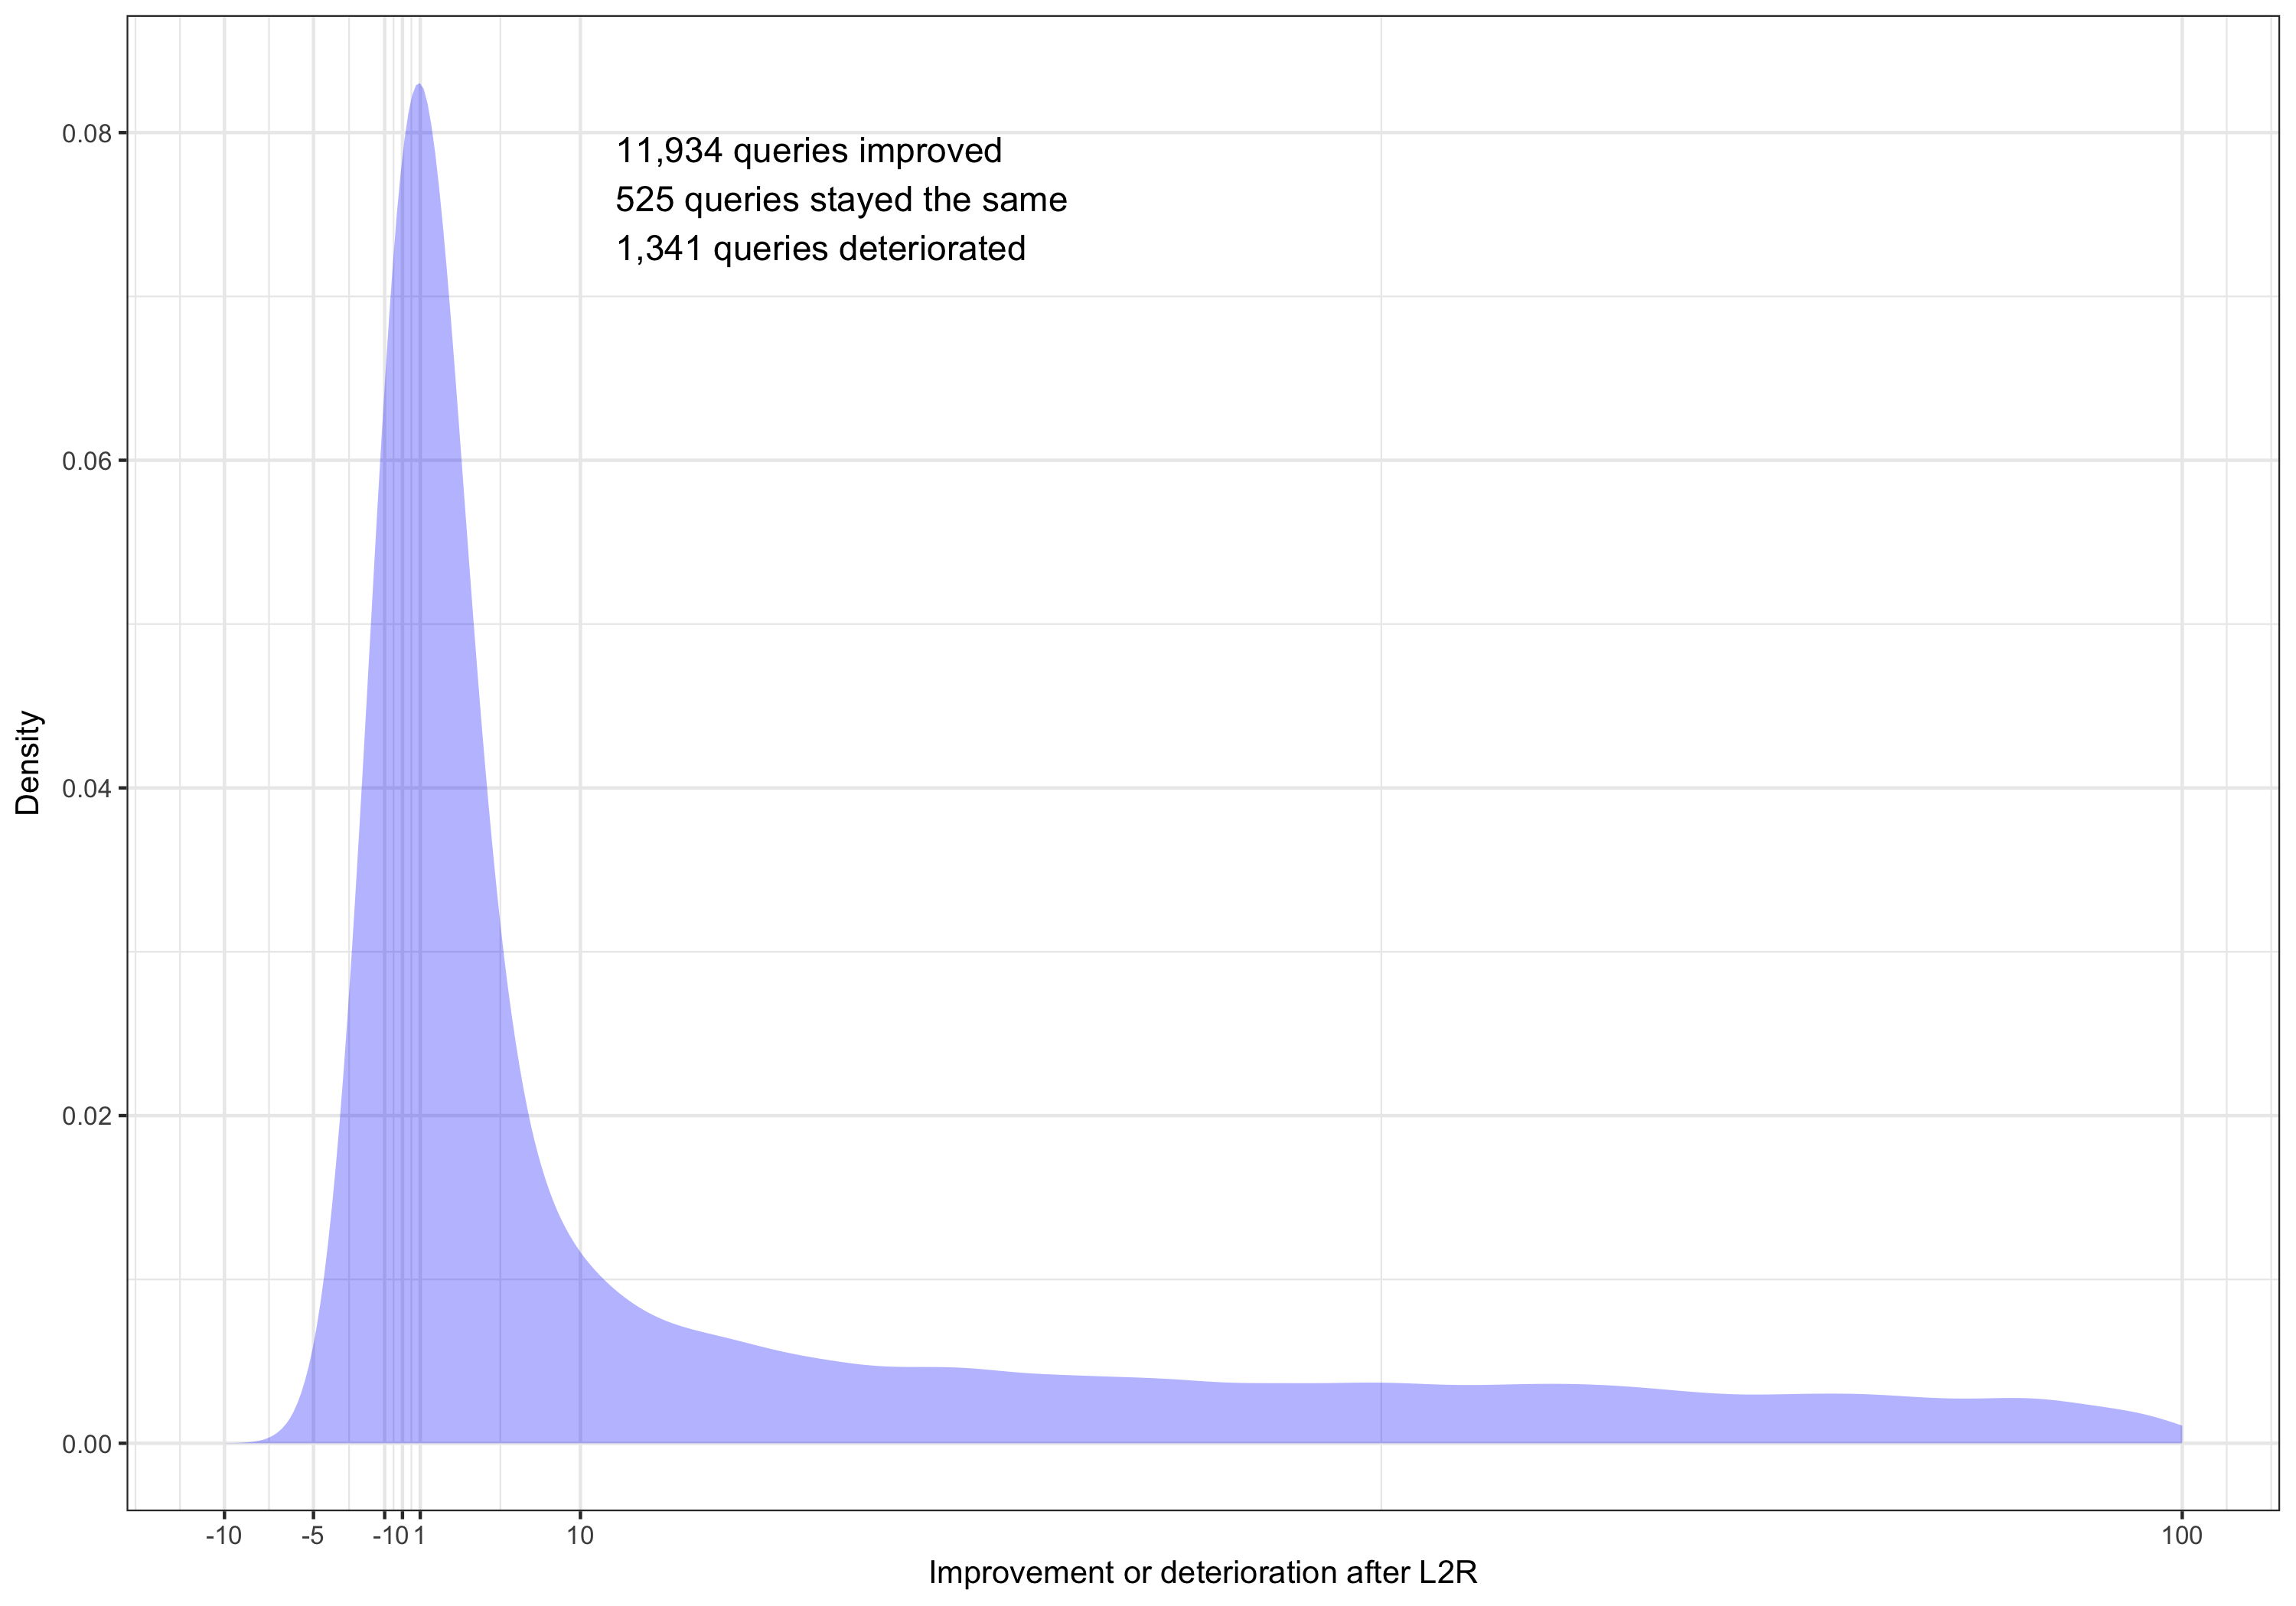 11,934 queries improved
525 queries stayed the same
1,341 queries deteriorated
Density
0.08
0.06
0.04
0.02
0.00
-10 -5 -1 0 1 10 100
Improvement or deterioration after L2R